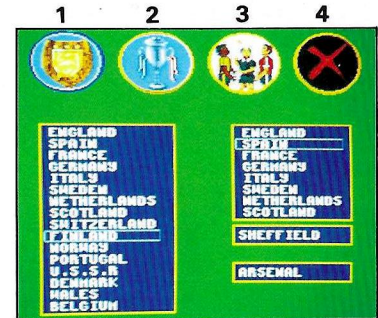 1 2 3 4
ENGLAND
SPAIN
FRANCE
GERMANY
ITALY
SWEDEN
NETHERLANDS
SCOTLAND
SWITZERLAND
FINLAND
NORWAY
PORTUGAL
U.S.S.R
DENMARK
WALES
BELGIUM
ENGLAND
SPAIN
FRANCE
GERMANY
ITALY
SWEDEN
NETHERLANDS
SCOTLAND
SHEFFIELD
ARSENAL